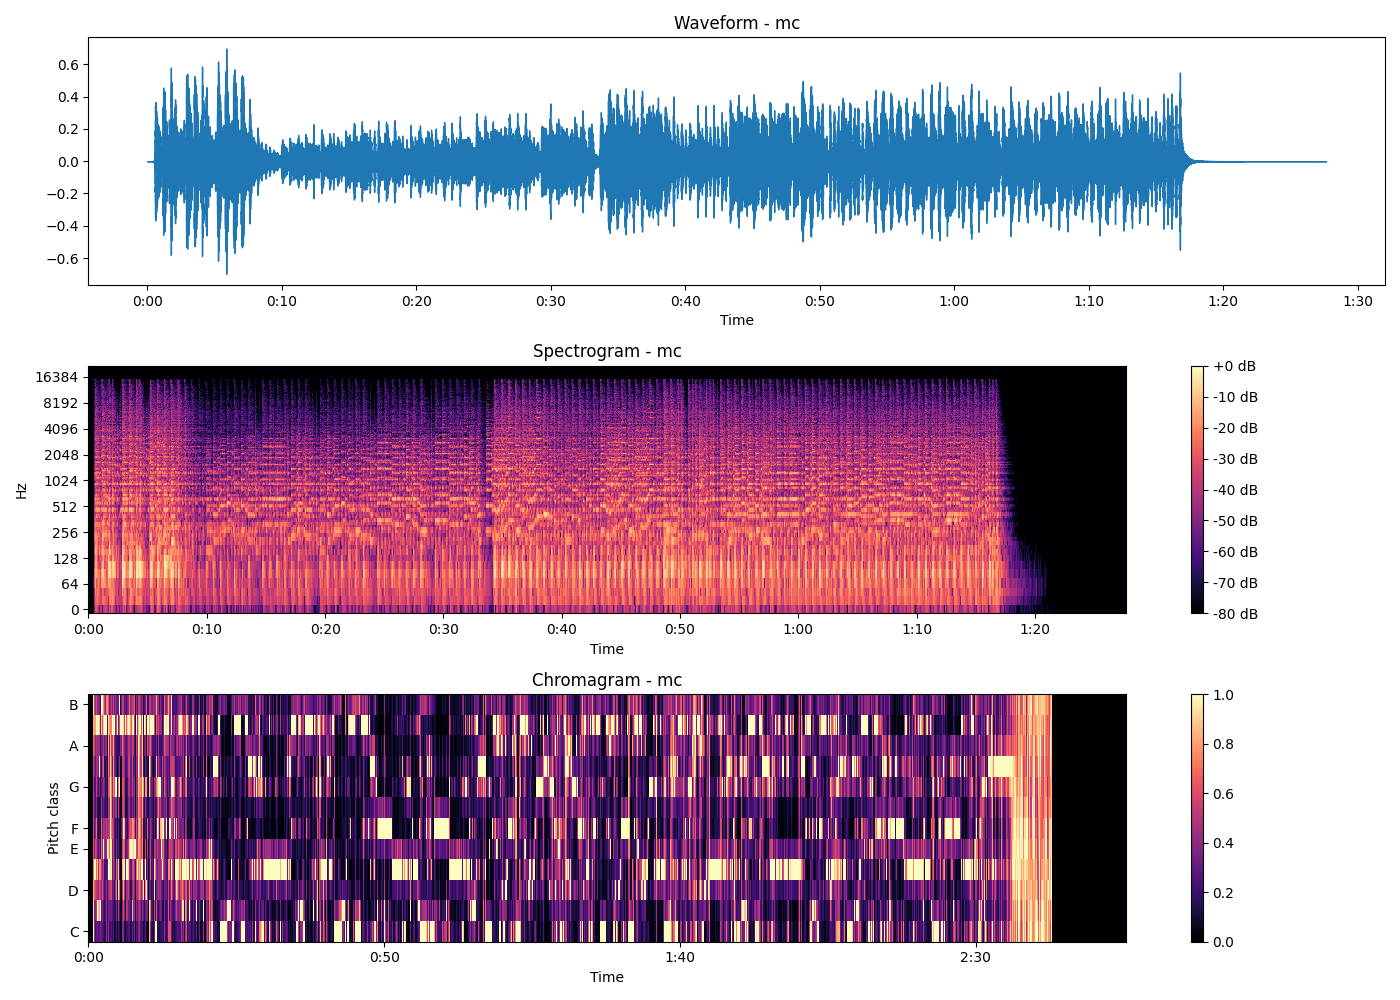 Waveform - mc
0.6
0.4
0.2
0.0
−0.2
−0.4
−0.6
0:00 0:10 0:20 0:30 0:40 0:50 1:00 1:10 1:20 1:30
Time
Spectrogram - mc
Hz
16384
8192
4096
2048
1024
512
256
128
64
0
0:00 0:10 0:20 0:30 0:40 0:50 1:00 1:10 1:20
Time
+0 dB
-10 dB
-20 dB
-30 dB
-40 dB
-50 dB
-60 dB
-70 dB
-80 dB
Chromagram - mc
Pitch class
B
A
G
F
E
D
C
0:00 0:50 1:40 2:30
Time
1.0
0.8
0.6
0.4
0.2
0.0